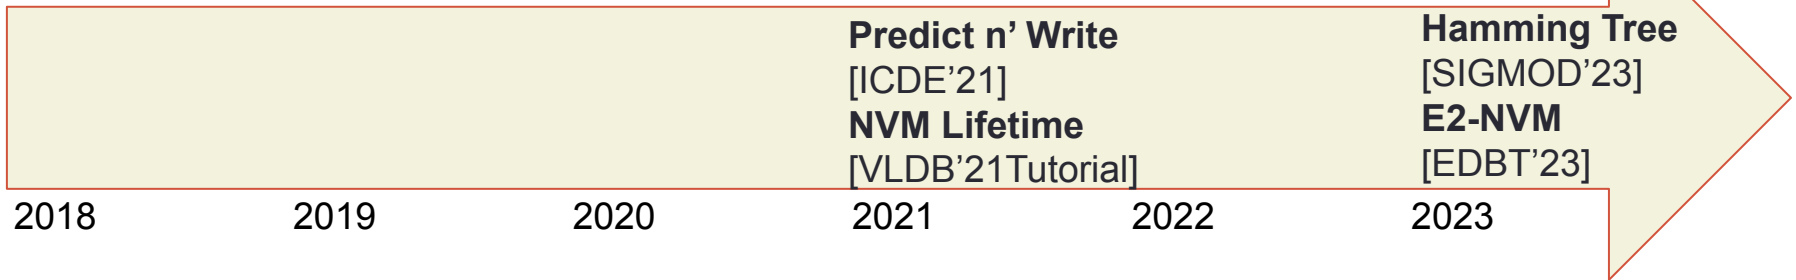 Predict n’ Write
[ICDE’21]
NVM Lifetime
[VLDB’21Tutorial]
Hamming Tree
[SIGMOD’23]
E2-NVM
[EDBT’23]
2018
2019
2020
2021
2022
2023